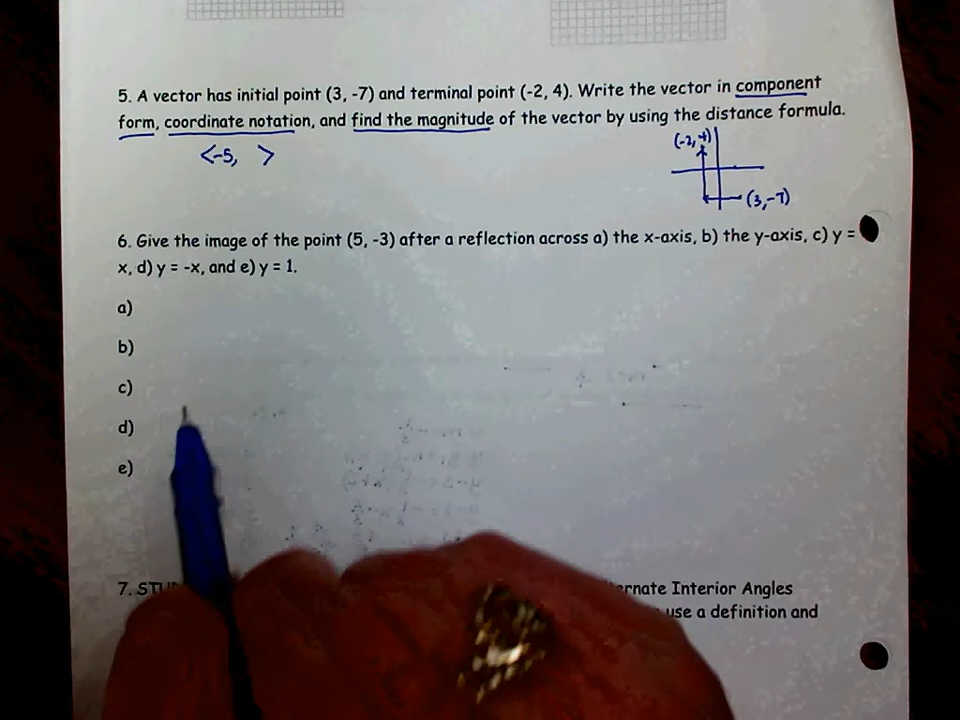 5. A vector has initial point (3, -7) and terminal point (-2, 4). Write the vector in component
form, coordinate notation, and find the magnitude of the vector by using the distance formula.
<-5, >
(-2, 4)
(3, -7)
6. Give the image of the point (5, -3) after a reflection across a) the x-axis, b) the y-axis, c) y =
x, d) y = -x, and e) y = 1.
a)
b)
c)
d)
e)
7. Interior Angles
use a definition and